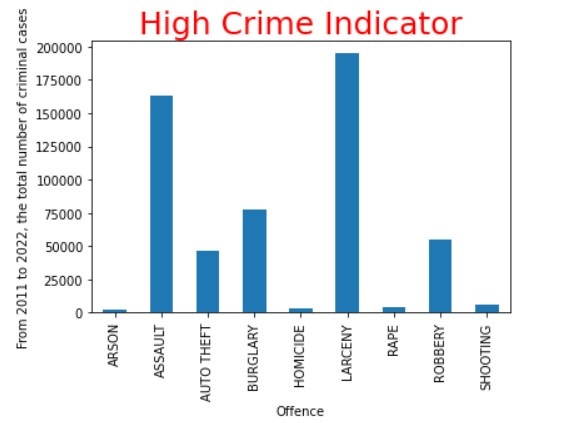 High Crime Indicator
From 2011 to 2022, the total number of criminal cases
200000
175000
150000
125000
100000
75000
50000
25000
0
ARSON
ASSAULT
AUTO THEFT
BURGLARY
HOMICIDE
LARCENY
RAPE
ROBBERY
SHOOTING
Offence